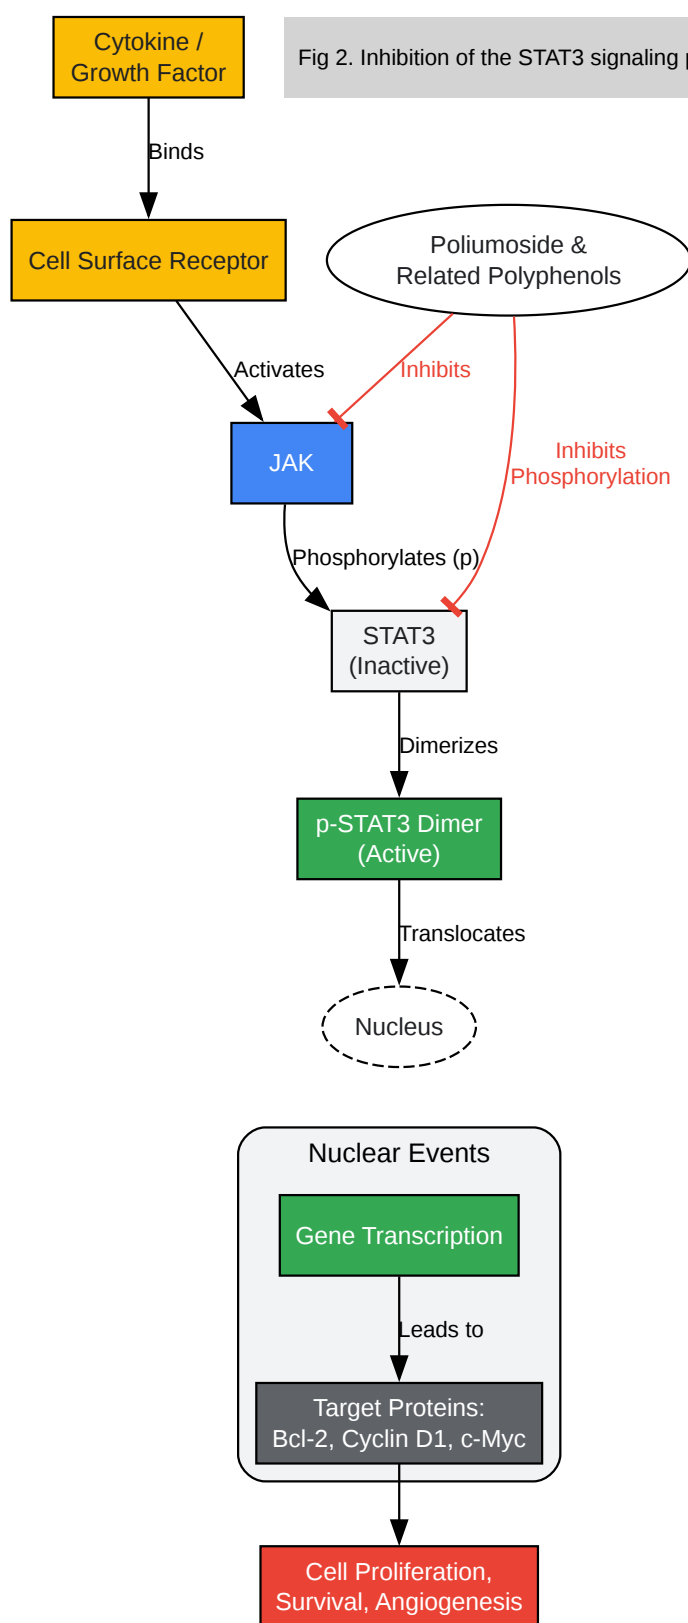 Cytokine /
Growth Factor
Fig 2. Inhibition of the STAT3 signaling
Binds
Cell Surface Receptor
Poliumoside &
Related Polyphenols
Activates
Inhibits
JAK
Inhibits
Phosphorylation
Phosphorylates (p)
STAT3
(Inactive)
Dimerizes
p-STAT3 Dimer
(Active)
Translocates
Nucleus
Nuclear Events
Gene Transcription
Leads to
Target Proteins:
Bcl-2, Cyclin D1, c-Myc
Cell Proliferation,
Survival, Angiogenesis